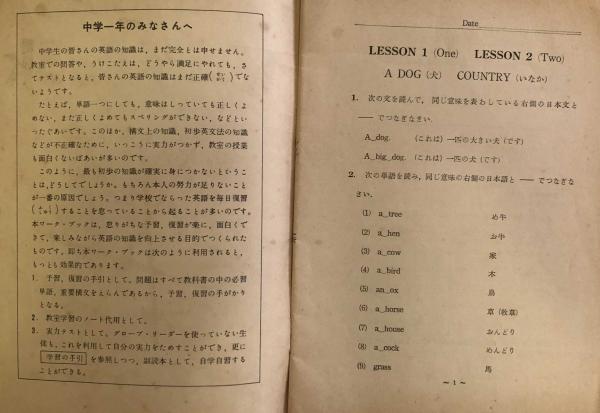 中学一年のみなさんへ
中学生の皆さんの英語の知識は，まだ完全とは申せません。
教室での問答や，うけこたえは，どうやら満足にやれても，さ
てテストとなると，皆さんの英語の知識はまだ正確(せいかく)でな
いようです。
たとえば，単語一つにしても，意味はしっていても正しくよ
めない，まだ正しくよめてもスペリングができない，などとい
ったぐあいです。このほか，構文上の知識，初歩英文法の知識
などが不正確なために，いっこうに実力がつかず，教室の授業
も面白くないばあいが多いのです。
このように，最も初歩の知識が確実に身につかないというこ
とは，どうしてでしょうか。もちろん本人の努力が足りないこと
が一番の原因でしょう。つまり学校でならった英語を毎日復習
することを怠っていることから起ることが多いのです。
本ワーク・ブックは，怠りがちな予習，復習が楽に，面白くで
きて，楽しみながら英語の知識を向上させる目的でつくられた
ものです。即ち本ワーク・ブックは次のように利用されると，
もっとも効果的であります。
1. 予習，復習の手引として。問題はすべて教科書の中の必習
単語，重要構文をえらんであるから，予習，復習の手がかり
となる。
2. 教室学習のノート代用として。
3. 実力テストとして。グローブ・リーダーを使っていない生
徒も，これを利用して自分の実力をためすことができ，更に
学習の手引 を参照しつつ，副読本として，自学自習する
ことができる。
Date
LESSON 1 (One) LESSON 2 (Two)
A DOG (犬) COUNTRY (いなか)
1. 次の文を読んで，同じ意味を表わしている右側の日本文と
―― でつなぎなさい.
A_dog. (これは) 一匹の大きい犬 (です)
A_big_dog. (これは) 一匹の犬 (です)
2. 次の単語を読み，同じ意味の右側の日本語と ―― でつなぎな
さい.
(1) a_tree め牛
(2) a_hen お牛
(3) a_cow 家
(4) a_bird 木
(5) an_ox 鳥
(6) a_horse 草 (牧草)
(7) a_house おんどり
(8) a_cock めんどり
(9) grass 馬
～ 1 ～